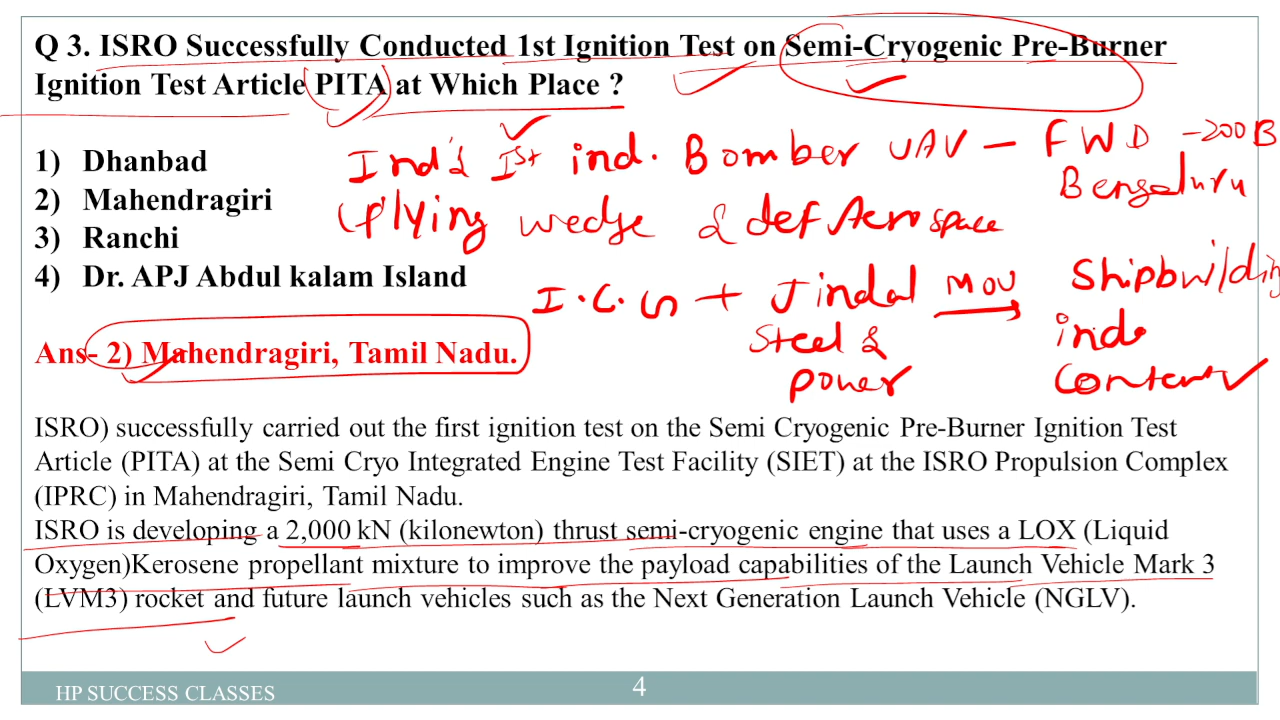 Q 3. ISRO Successfully Conducted 1st Ignition Test on Semi-Cryogenic Pre-Burner
Ignition Test Article PITA at Which Place ?
1) Dhanbad
2) Mahendragiri
3) Ranchi
4) Dr. APJ Abdul kalam Island
Ind's 1st ind. Bomber UAV - FWD -200B
Bengaluru
(flying wedge & def Aerospace
I.C.G + Jindal MOU Shipbuilding
Steel & indo
power
Ans- 2) Mahendragiri, Tamil Nadu.
ISRO) successfully carried out the first ignition test on the Semi Cryogenic Pre-Burner Ignition Test
Article (PITA) at the Semi Cryo Integrated Engine Test Facility (SIET) at the ISRO Propulsion Complex
(IPRC) in Mahendragiri, Tamil Nadu.
ISRO is developing a 2,000 kN (kilonewton) thrust semi-cryogenic engine that uses a LOX (Liquid
Oxygen)Kerosene propellant mixture to improve the payload capabilities of the Launch Vehicle Mark 3
(LVM3) rocket and future launch vehicles such as the Next Generation Launch Vehicle (NGLV).
HP SUCCESS CLASSES
4